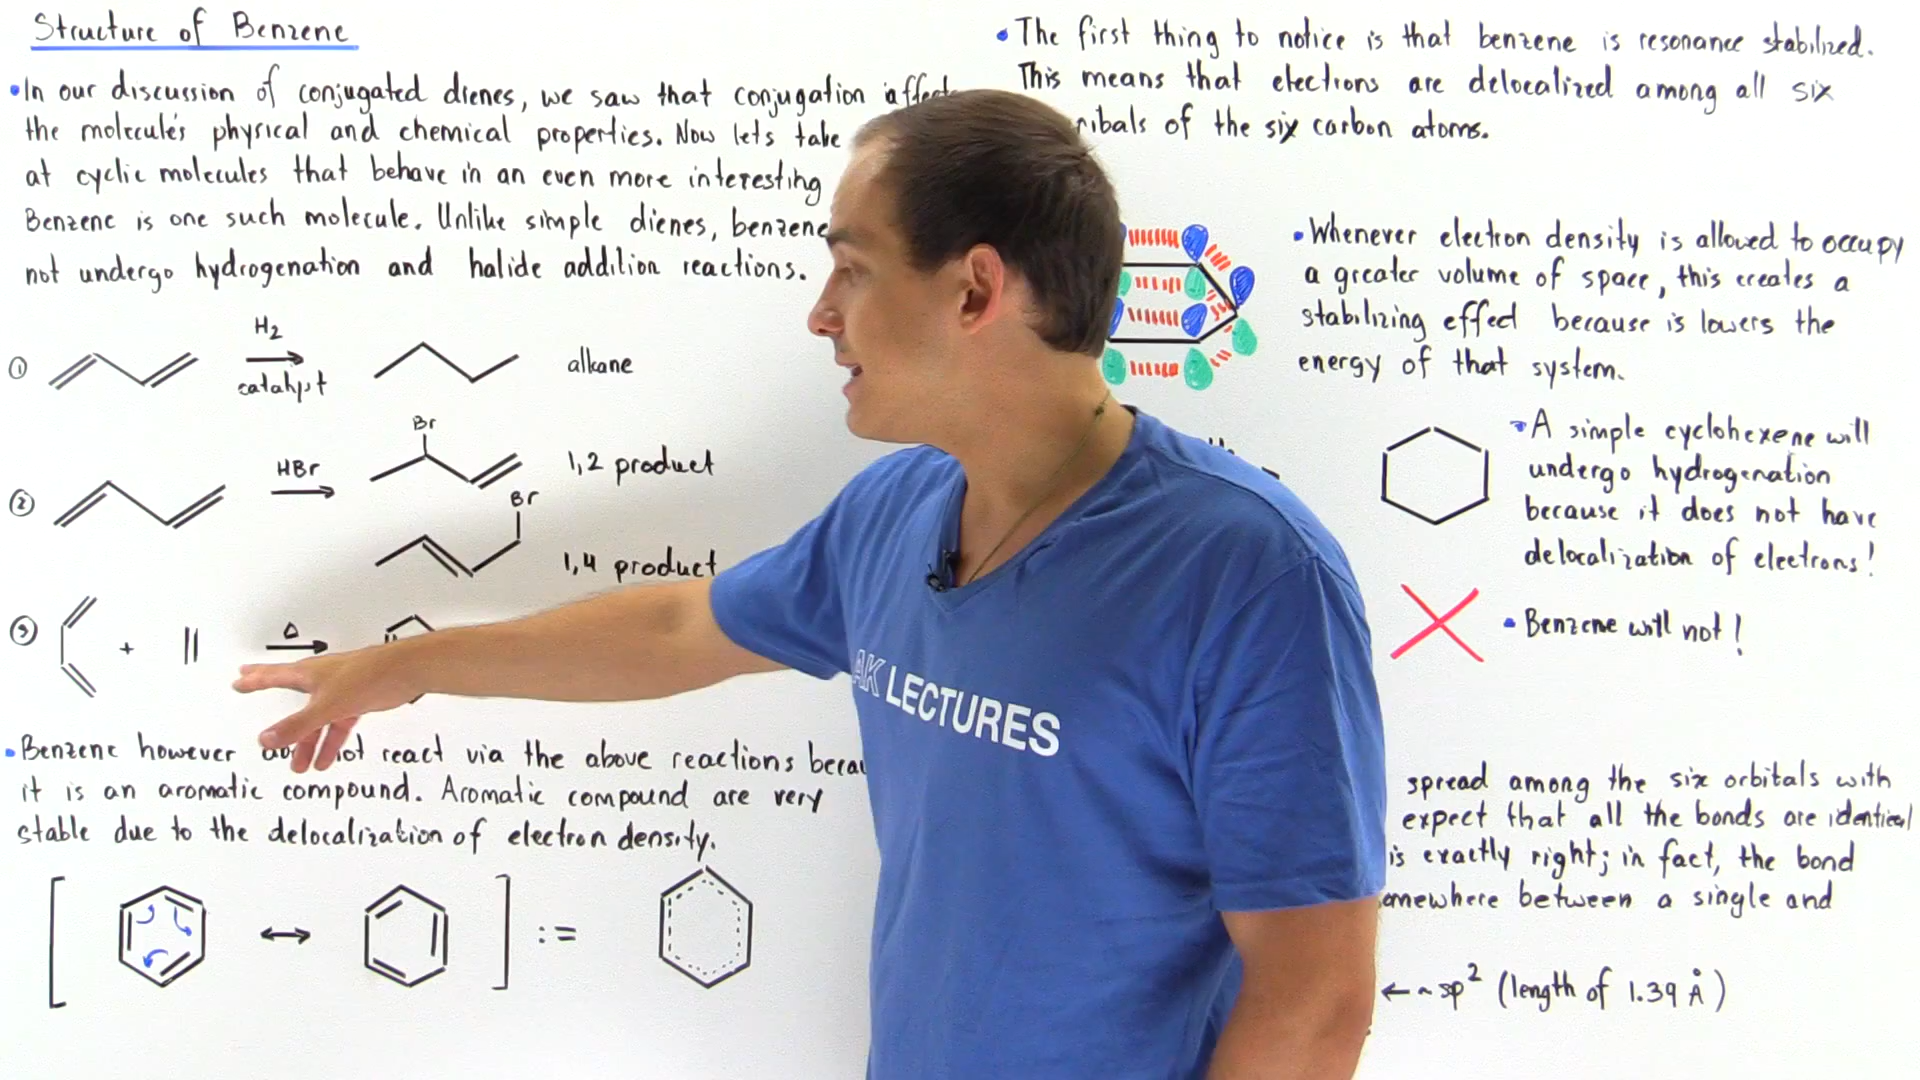 Structure of Benzene
• In our discussion of conjugated dienes, we saw that conjugation
the molecule's physical and chemical properties. Now lets take
at cyclic molecules that behave in an even more interesting
Benzene is one such molecule. Unlike simple dienes, benzene
not undergo hydrogenation and halide addition reactions.
① H2 catalyst alkane
② HBr Br 1,2 product
Br 1,4 product
③ + Δ
• Benzene however not react via the above reactions
it is an aromatic compound. Aromatic compound are very
stable due to the delocalization of electron density.
[ ↔ ] :=
• The first thing to notice is that benzene is resonance stabilized.
This means that electrons are delocalized among all six
of the six carbon atoms.
• Whenever electron density is allowed to occupy
a greater volume of space, this creates a
stabilizing effect because is lowers the
energy of that system.
• A simple cyclohexene will
undergo hydrogenation
because it does not have
delocalization of electrons!
• Benzene will not!
spread among the six orbitals with
expect that all the bonds are identical
is exactly right; in fact, the bond
between a single and
← ~sp² (length of 1.39 Å)
AK LECTURES